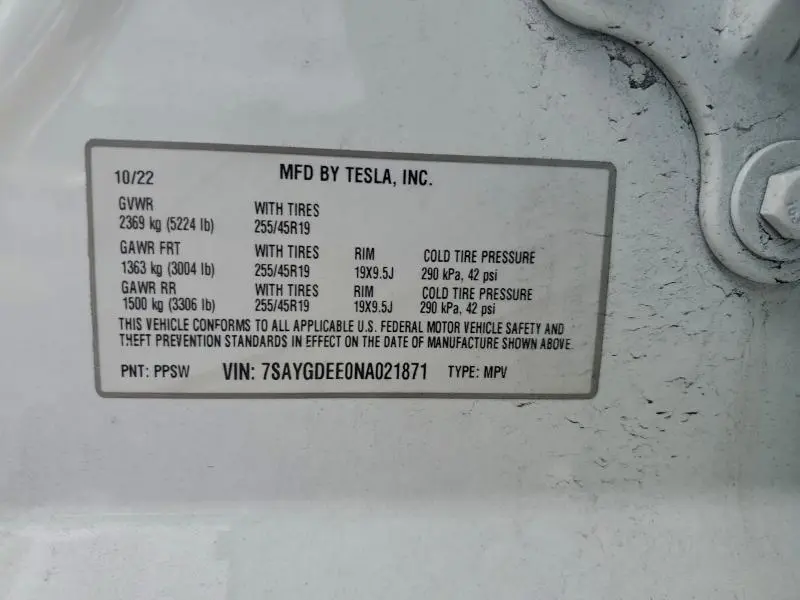 10/22 MFD BY TESLA, INC.
GVWR WITH TIRES
2369 kg (5224 lb) 255/45R19
GAWR FRT WITH TIRES RIM COLD TIRE PRESSURE
1363 kg (3004 lb) 255/45R19 19X9.5J 290 kPa, 42 psi
GAWR RR WITH TIRES RIM COLD TIRE PRESSURE
1500 kg (3306 lb) 255/45R19 19X9.5J 290 kPa, 42 psi
THIS VEHICLE CONFORMS TO ALL APPLICABLE U.S. FEDERAL MOTOR VEHICLE SAFETY AND
THEFT PREVENTION STANDARDS IN EFFECT ON THE DATE OF MANUFACTURE SHOWN ABOVE
PNT: PPSW VIN: 7SAYGDEE0NA021871 TYPE: MPV